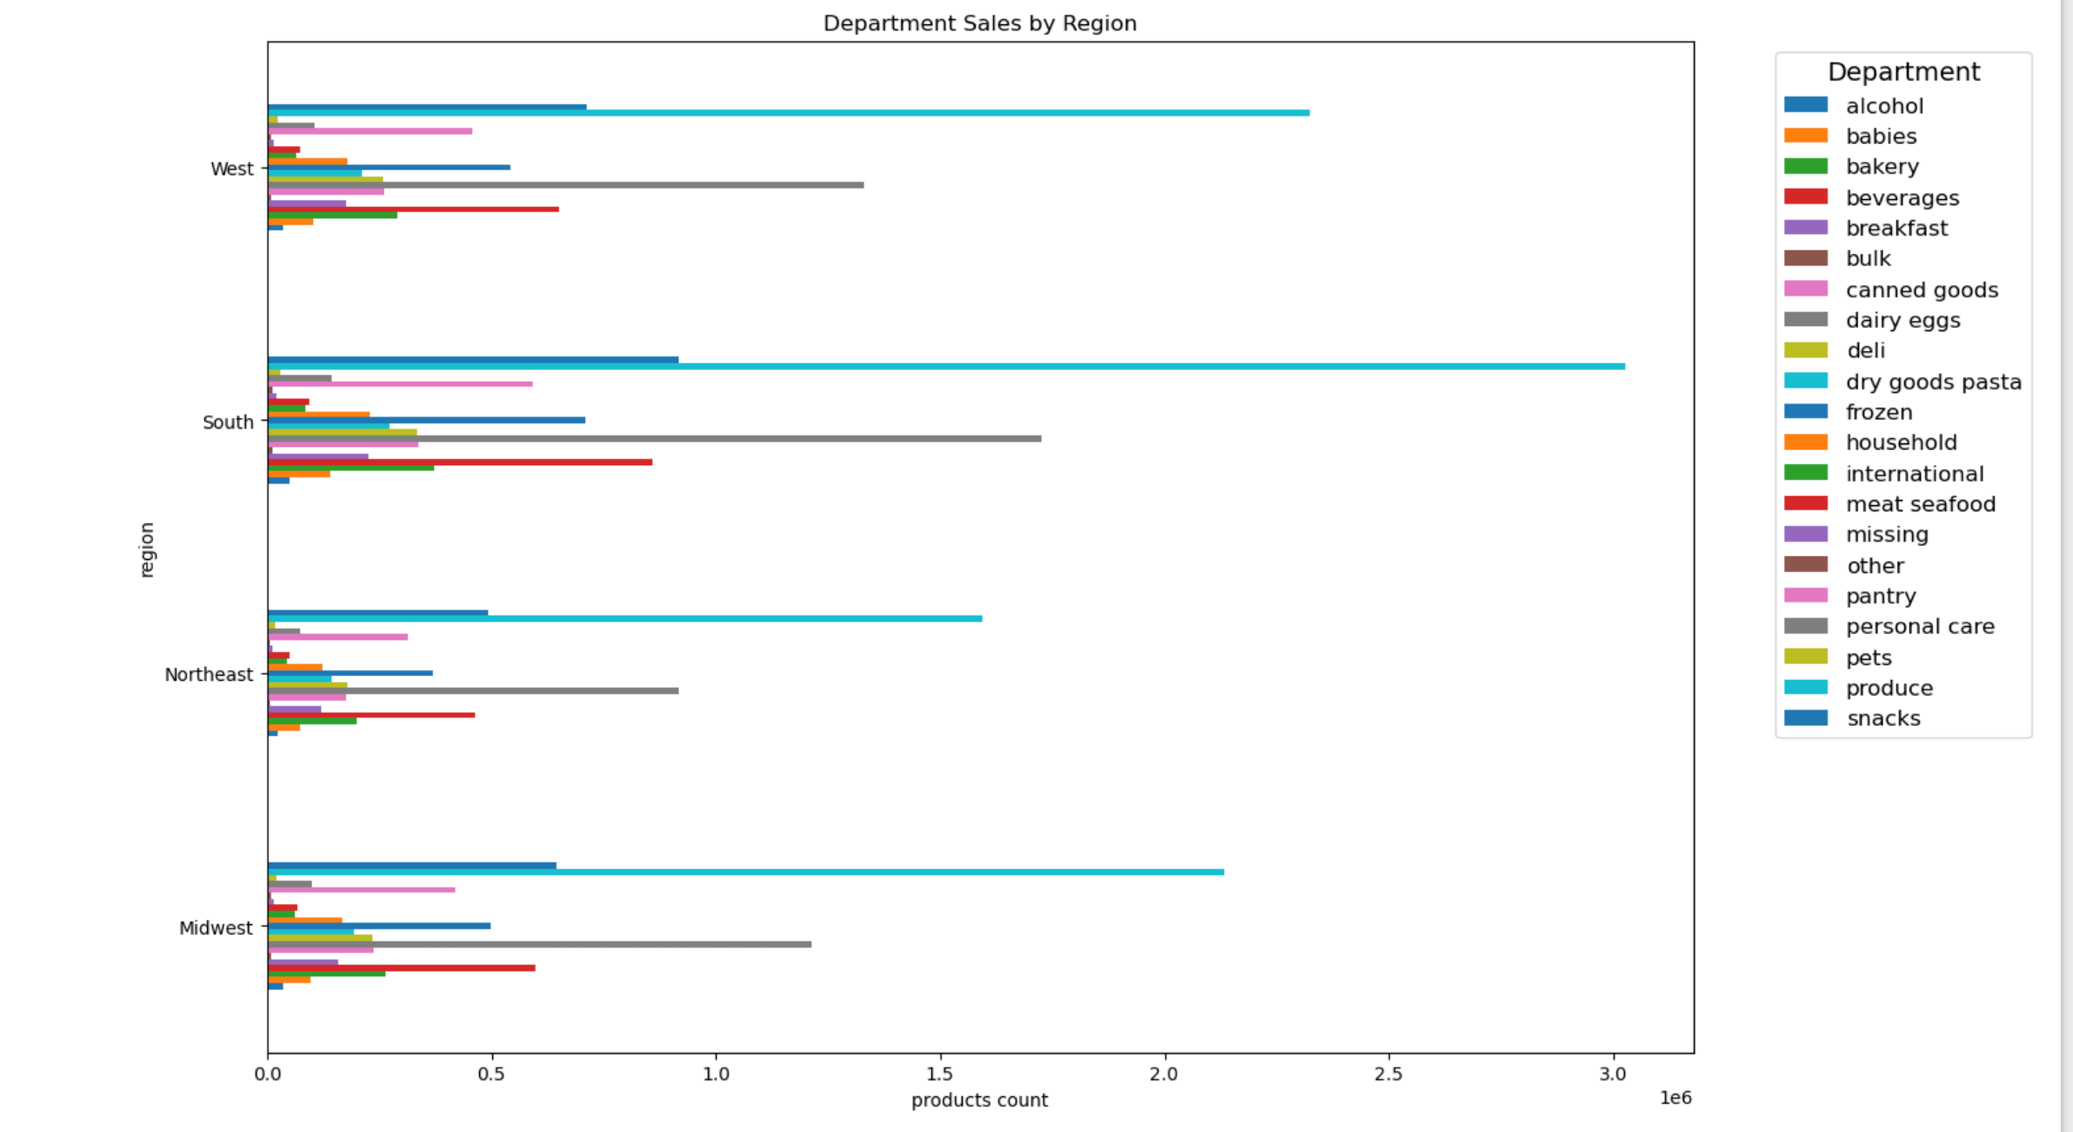 Department Sales by Region
West
South
Northeast
Midwest
region
0.0 0.5 1.0 1.5 2.0 2.5 3.0
1e6
products count
Department
alcohol
babies
bakery
beverages
breakfast
bulk
canned goods
dairy eggs
deli
dry goods pasta
frozen
household
international
meat seafood
missing
other
pantry
personal care
pets
produce
snacks